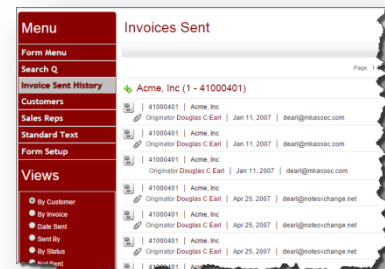 Menu
Form Menu
Search Q
Invoice Sent History
Customers
Sales Reps
Standard Text
Form Setup
Views
By Customer
By Invoice
Date Sent
Sent By
By Status
Invoices Sent
Page 1
Acme, Inc (1 - 41000401)
| 41000401 | Acme, Inc
Originator Douglas C Earl | Jan 11, 2007 | dearl@mkassoc.com
| 41000401 | Acme, Inc
Originator Douglas C Earl | Jan 11, 2007 | dearl@mkassoc.com
| 41000401 | Acme, Inc
Originator Douglas C Earl | Jan 11, 2007 | dearl@mkassoc.com
| 41000401 | Acme, Inc
Originator Douglas C Earl | Apr 25, 2007 | dearl@notesxchange.net
| 41000401 | Acme, Inc
Originator Douglas C Earl | Apr 25, 2007 | dearl@notesxchange.net
| 41000401 | Acme, Inc
Originator Douglas C Earl | Apr 25, 2007 | dearl@notesxchange.net